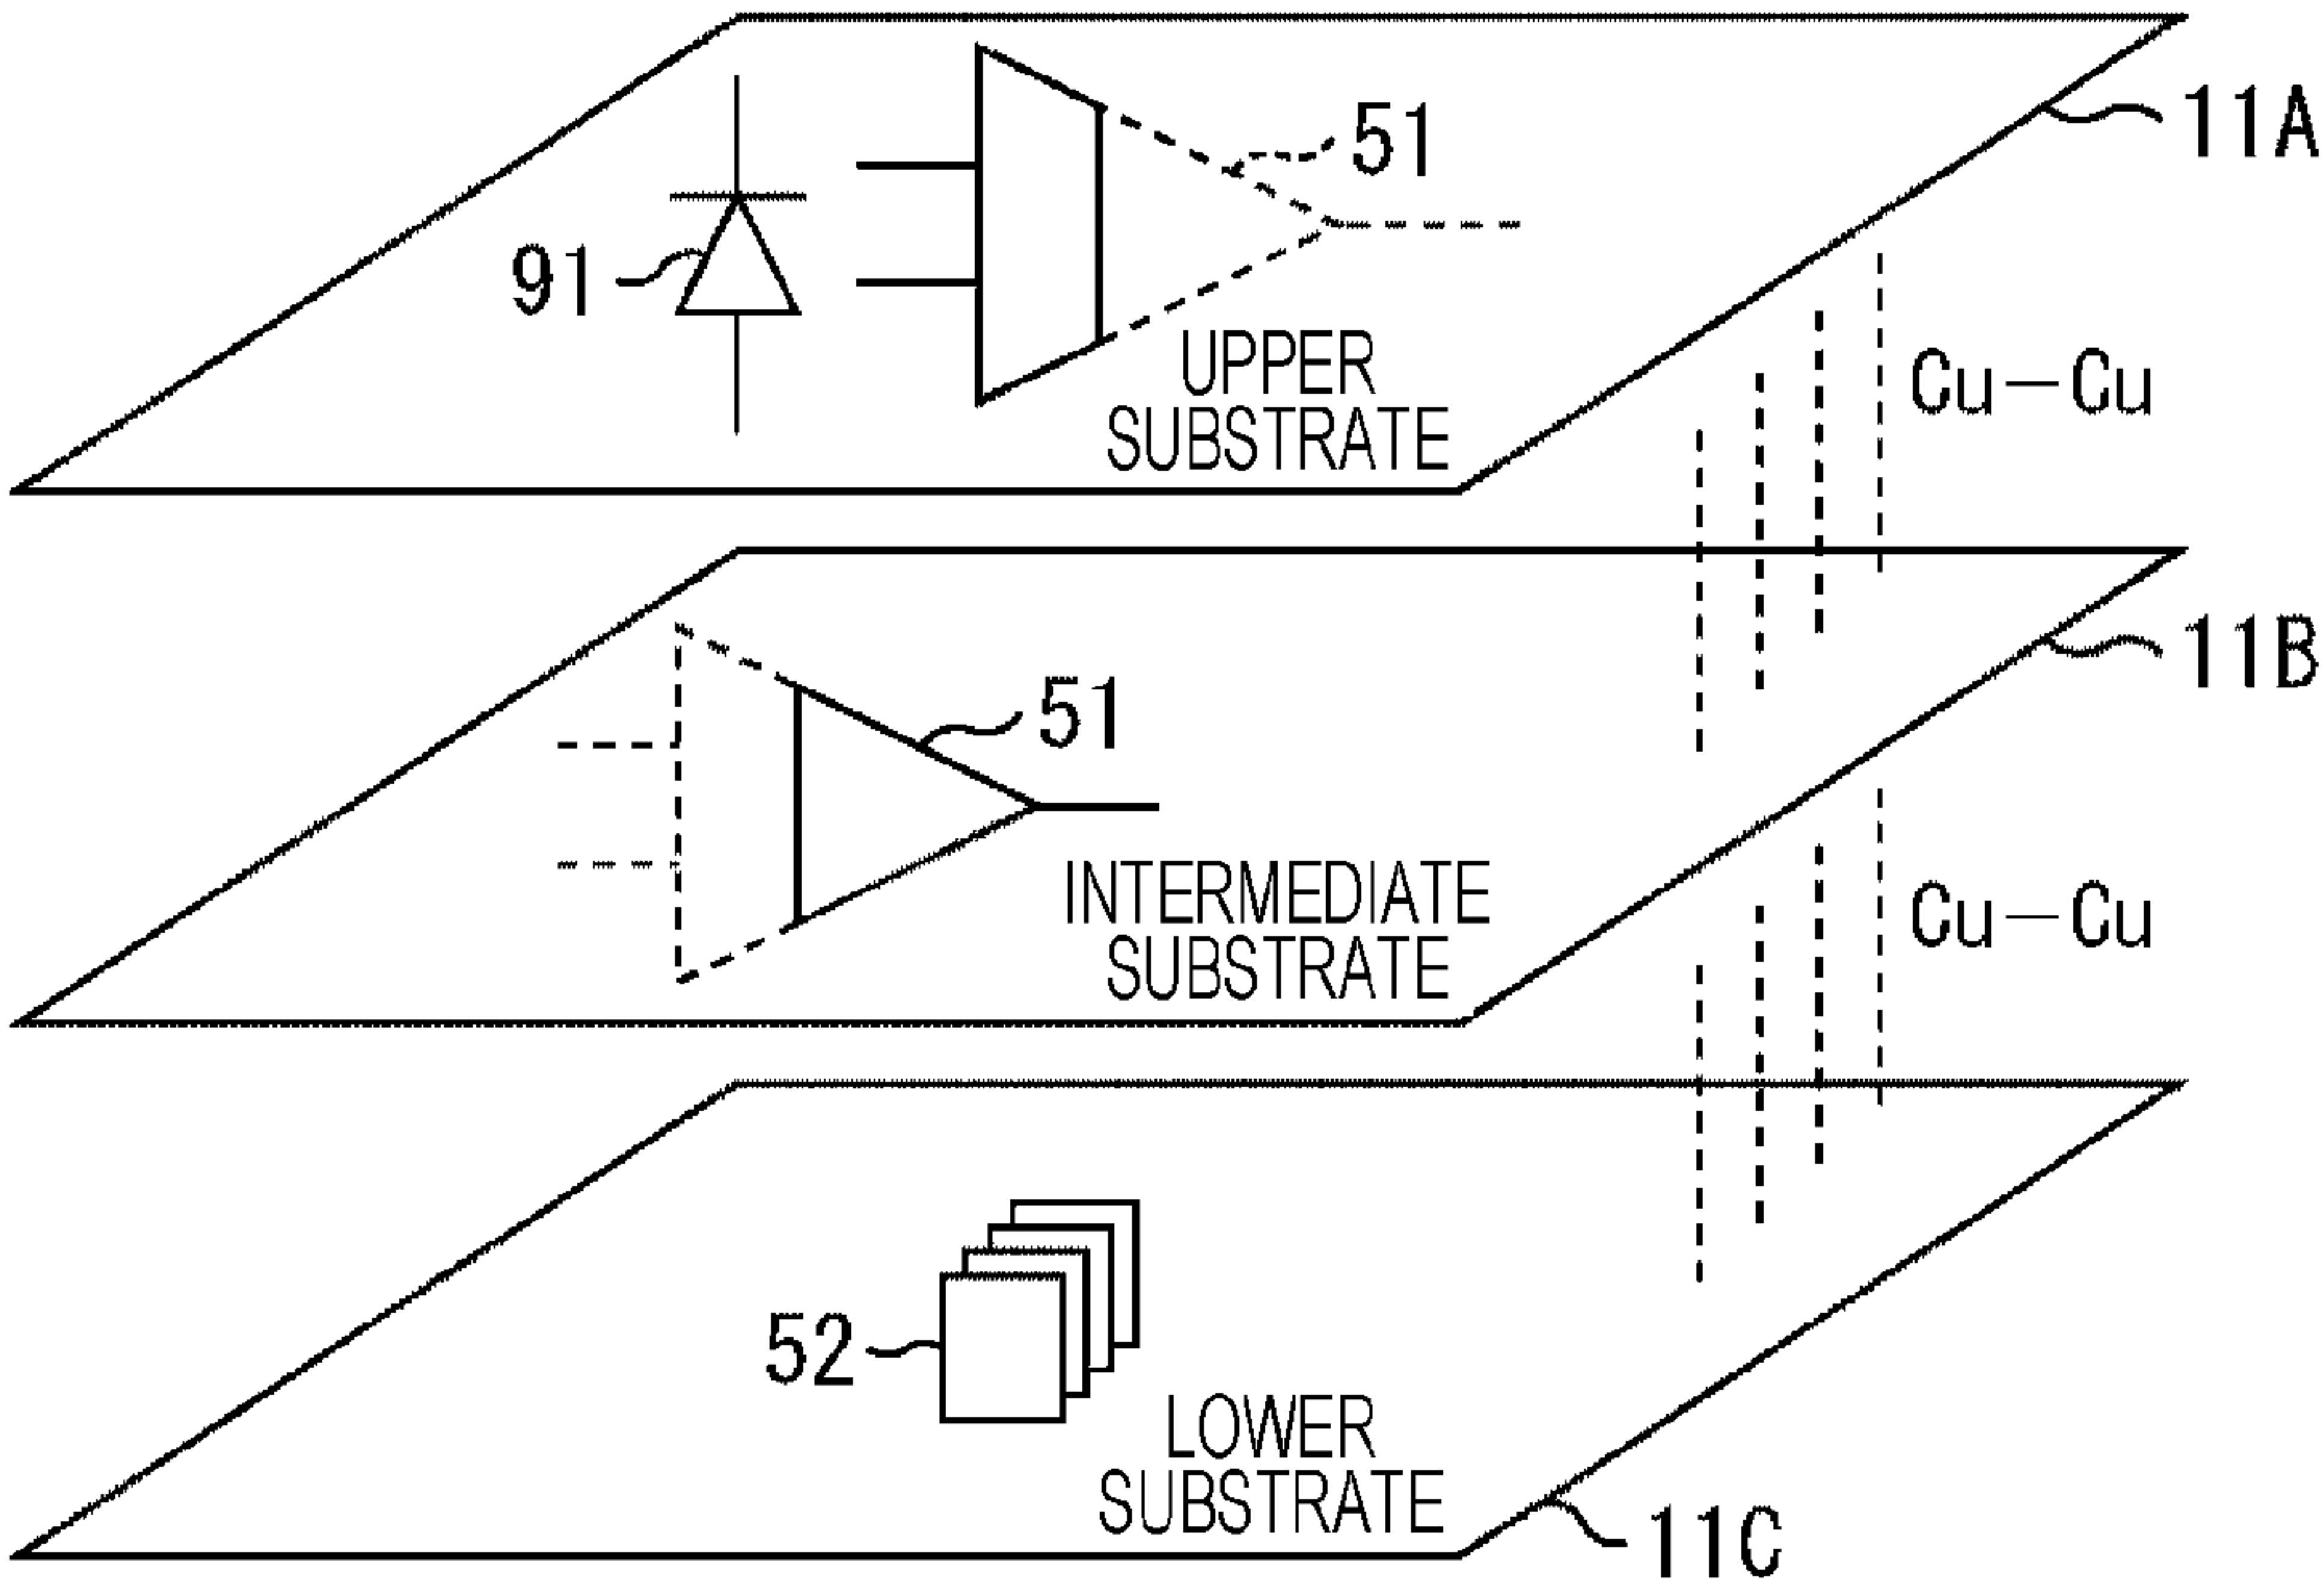 11A
51
91
UPPER
SUBSTRATE
Cu—Cu
11B
51
INTERMEDIATE
SUBSTRATE
Cu—Cu
52
LOWER
SUBSTRATE
11C